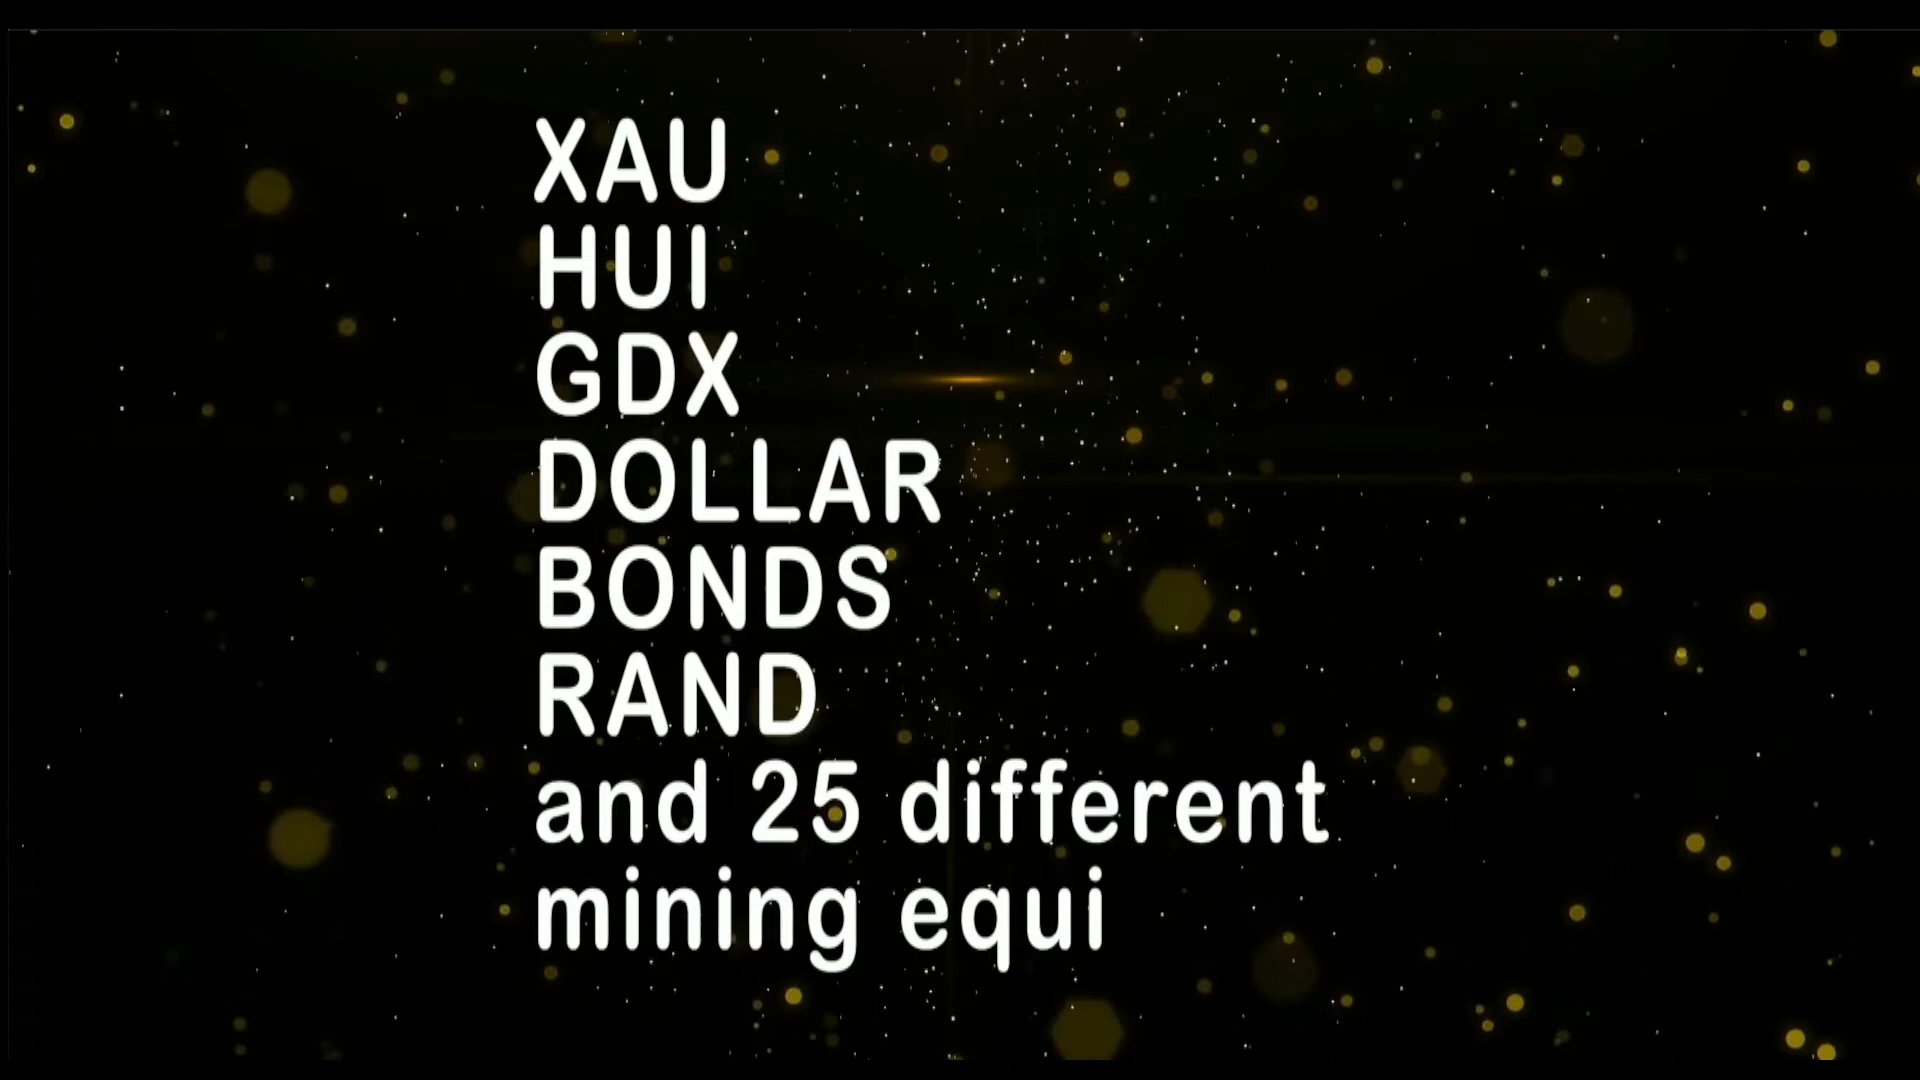 XAU
HUI
GDX
DOLLAR
BONDS
RAND
and 25 different
mining equi